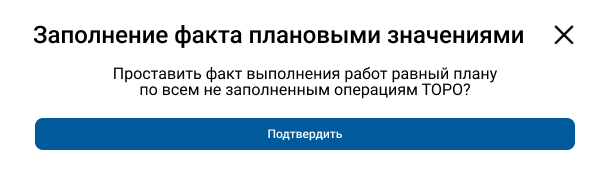 Заполнение факта плановыми значениями
Проставить факт выполнения работ равный плану
по всем не заполненным операциям ТОРО?
Подтвердить